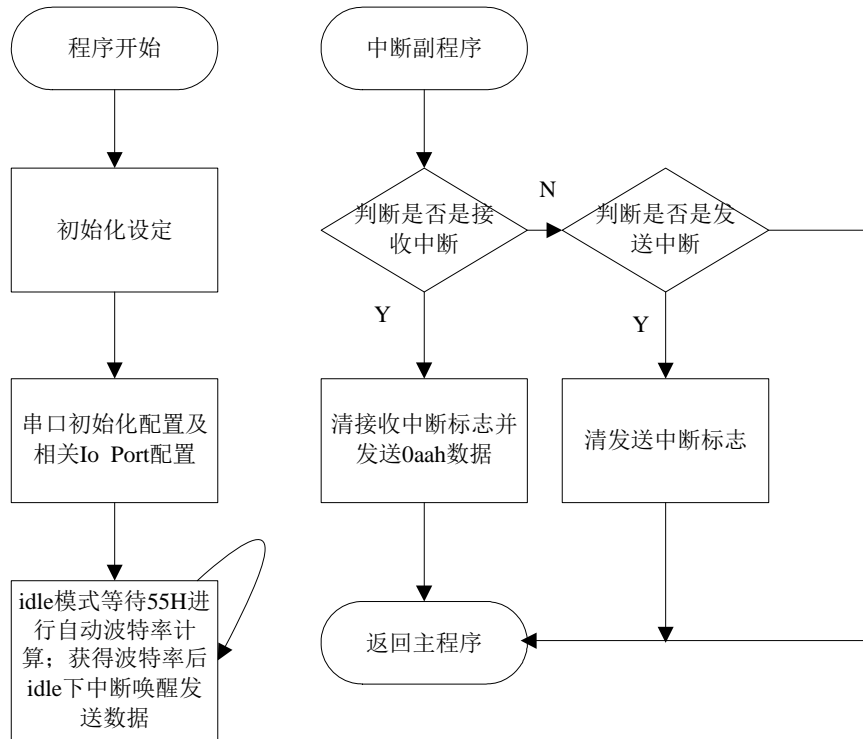 程序开始
初始化设定
串口初始化配置及
相关Io Port配置
idle模式等待55H进
行自动波特率计
算；获得波特率后
idle下中断唤醒发
送数据
中断副程序
判断是否是接
收中断
N
判断是否是发
送中断
Y
Y
清接收中断标志并
发送0aah数据
清发送中断标志
返回主程序